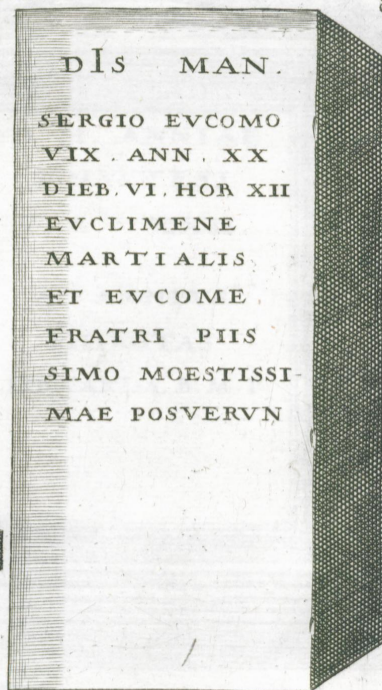 DIS MAN.
SERGIO EVCOMO
VIX . ANN . XX
DIEB . VI . HOR XII
EVCLIMENE
MARTIALIS
ET EVCOME
FRATRI PIIS
SIMO MOESTISSI-
MAE POSVERVN